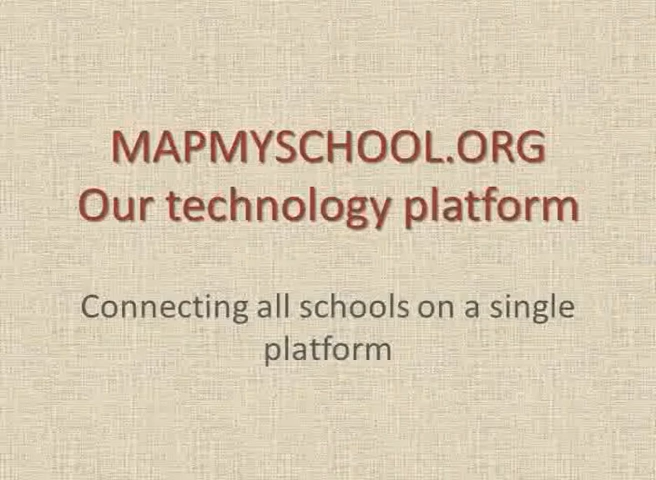 MAPMYSCHOOL.ORG
Our technology platform
Connecting all schools on a single
platform